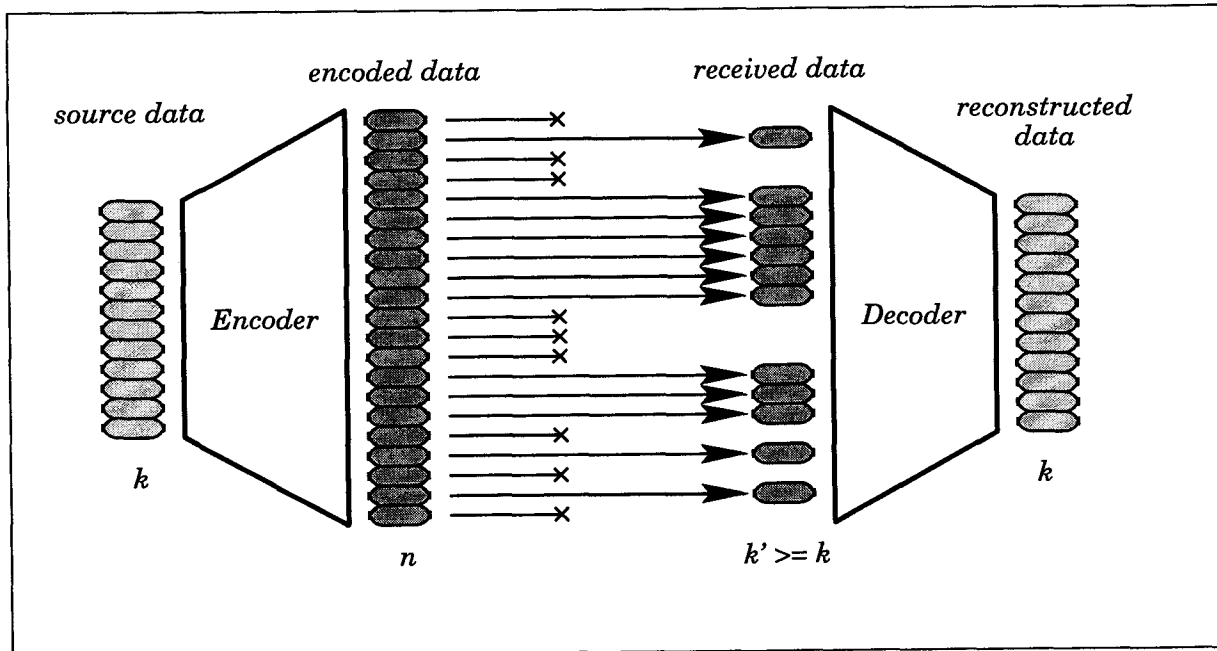 encoded data
received data
source data
reconstructed
data
Encoder
Decoder
k
n
k' >= k
k